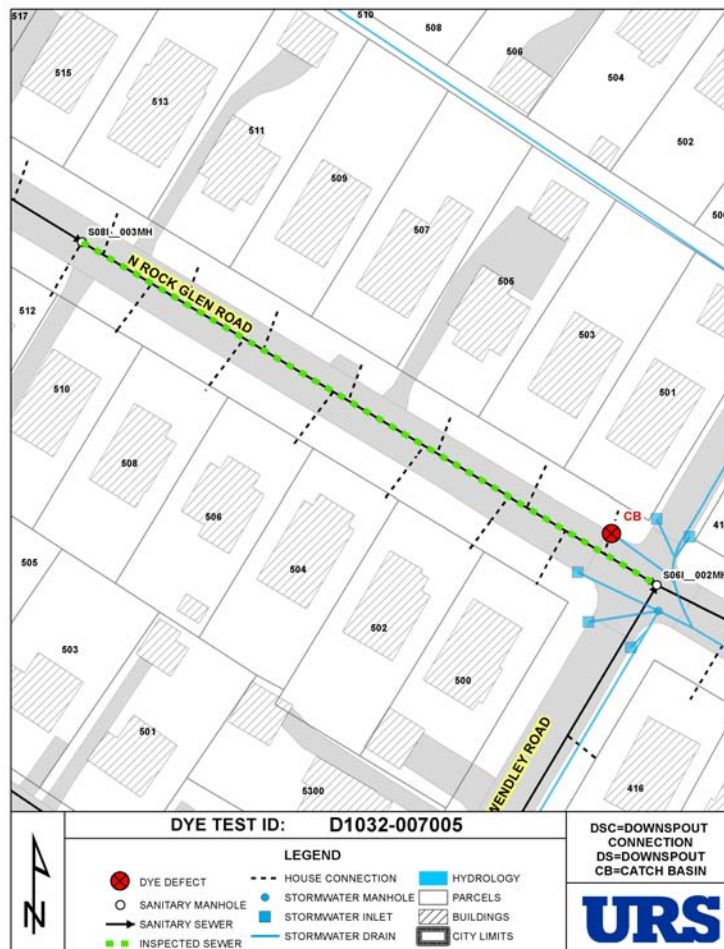 517
510
508
506
515
513
504
511
502
509
507
506
S08I__003MH
N ROCK GLEN ROAD
512
503
510
501
508
CB
506
S06I__002MH
505
504
503
502
500
501
WENDLEY ROAD
5300
416
DYE TEST ID: D1032-007005
DSC=DOWNSPOUT
CONNECTION
DS=DOWNSPOUT
CB=CATCH BASIN
LEGEND
DYE DEFECT
SANITARY MANHOLE
SANITARY SEWER
INSPECTED SEWER
HOUSE CONNECTION
STORMWATER MANHOLE
STORMWATER INLET
STORMWATER DRAIN
HYDROLOGY
PARCELS
BUILDINGS
CITY LIMITS
N
URS